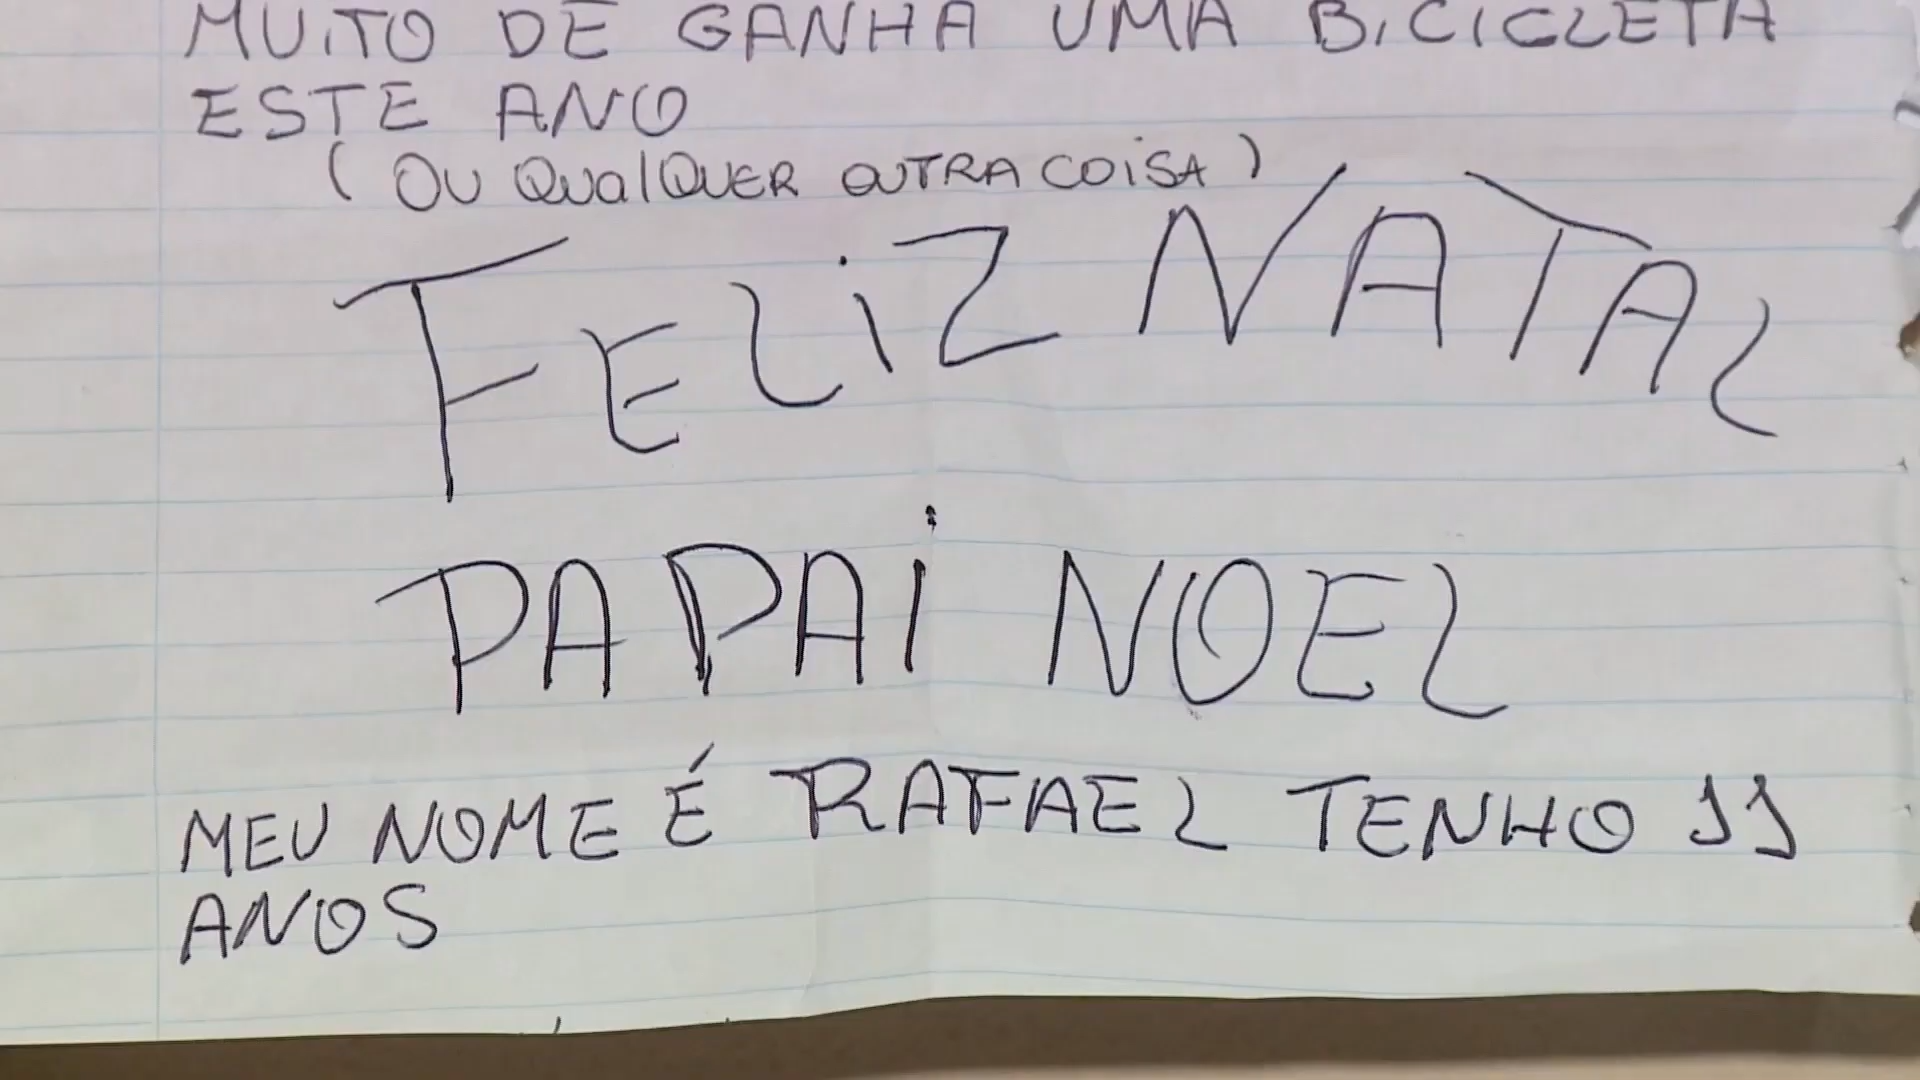 MUITO DE GANHA UMA BICICLETA
ESTE ANO
(OU QUALQUER OUTRA COISA)
FELIZ NATAL
PAPAI NOEL
MEU NOME É RAFAEL TENHO 11
ANOS